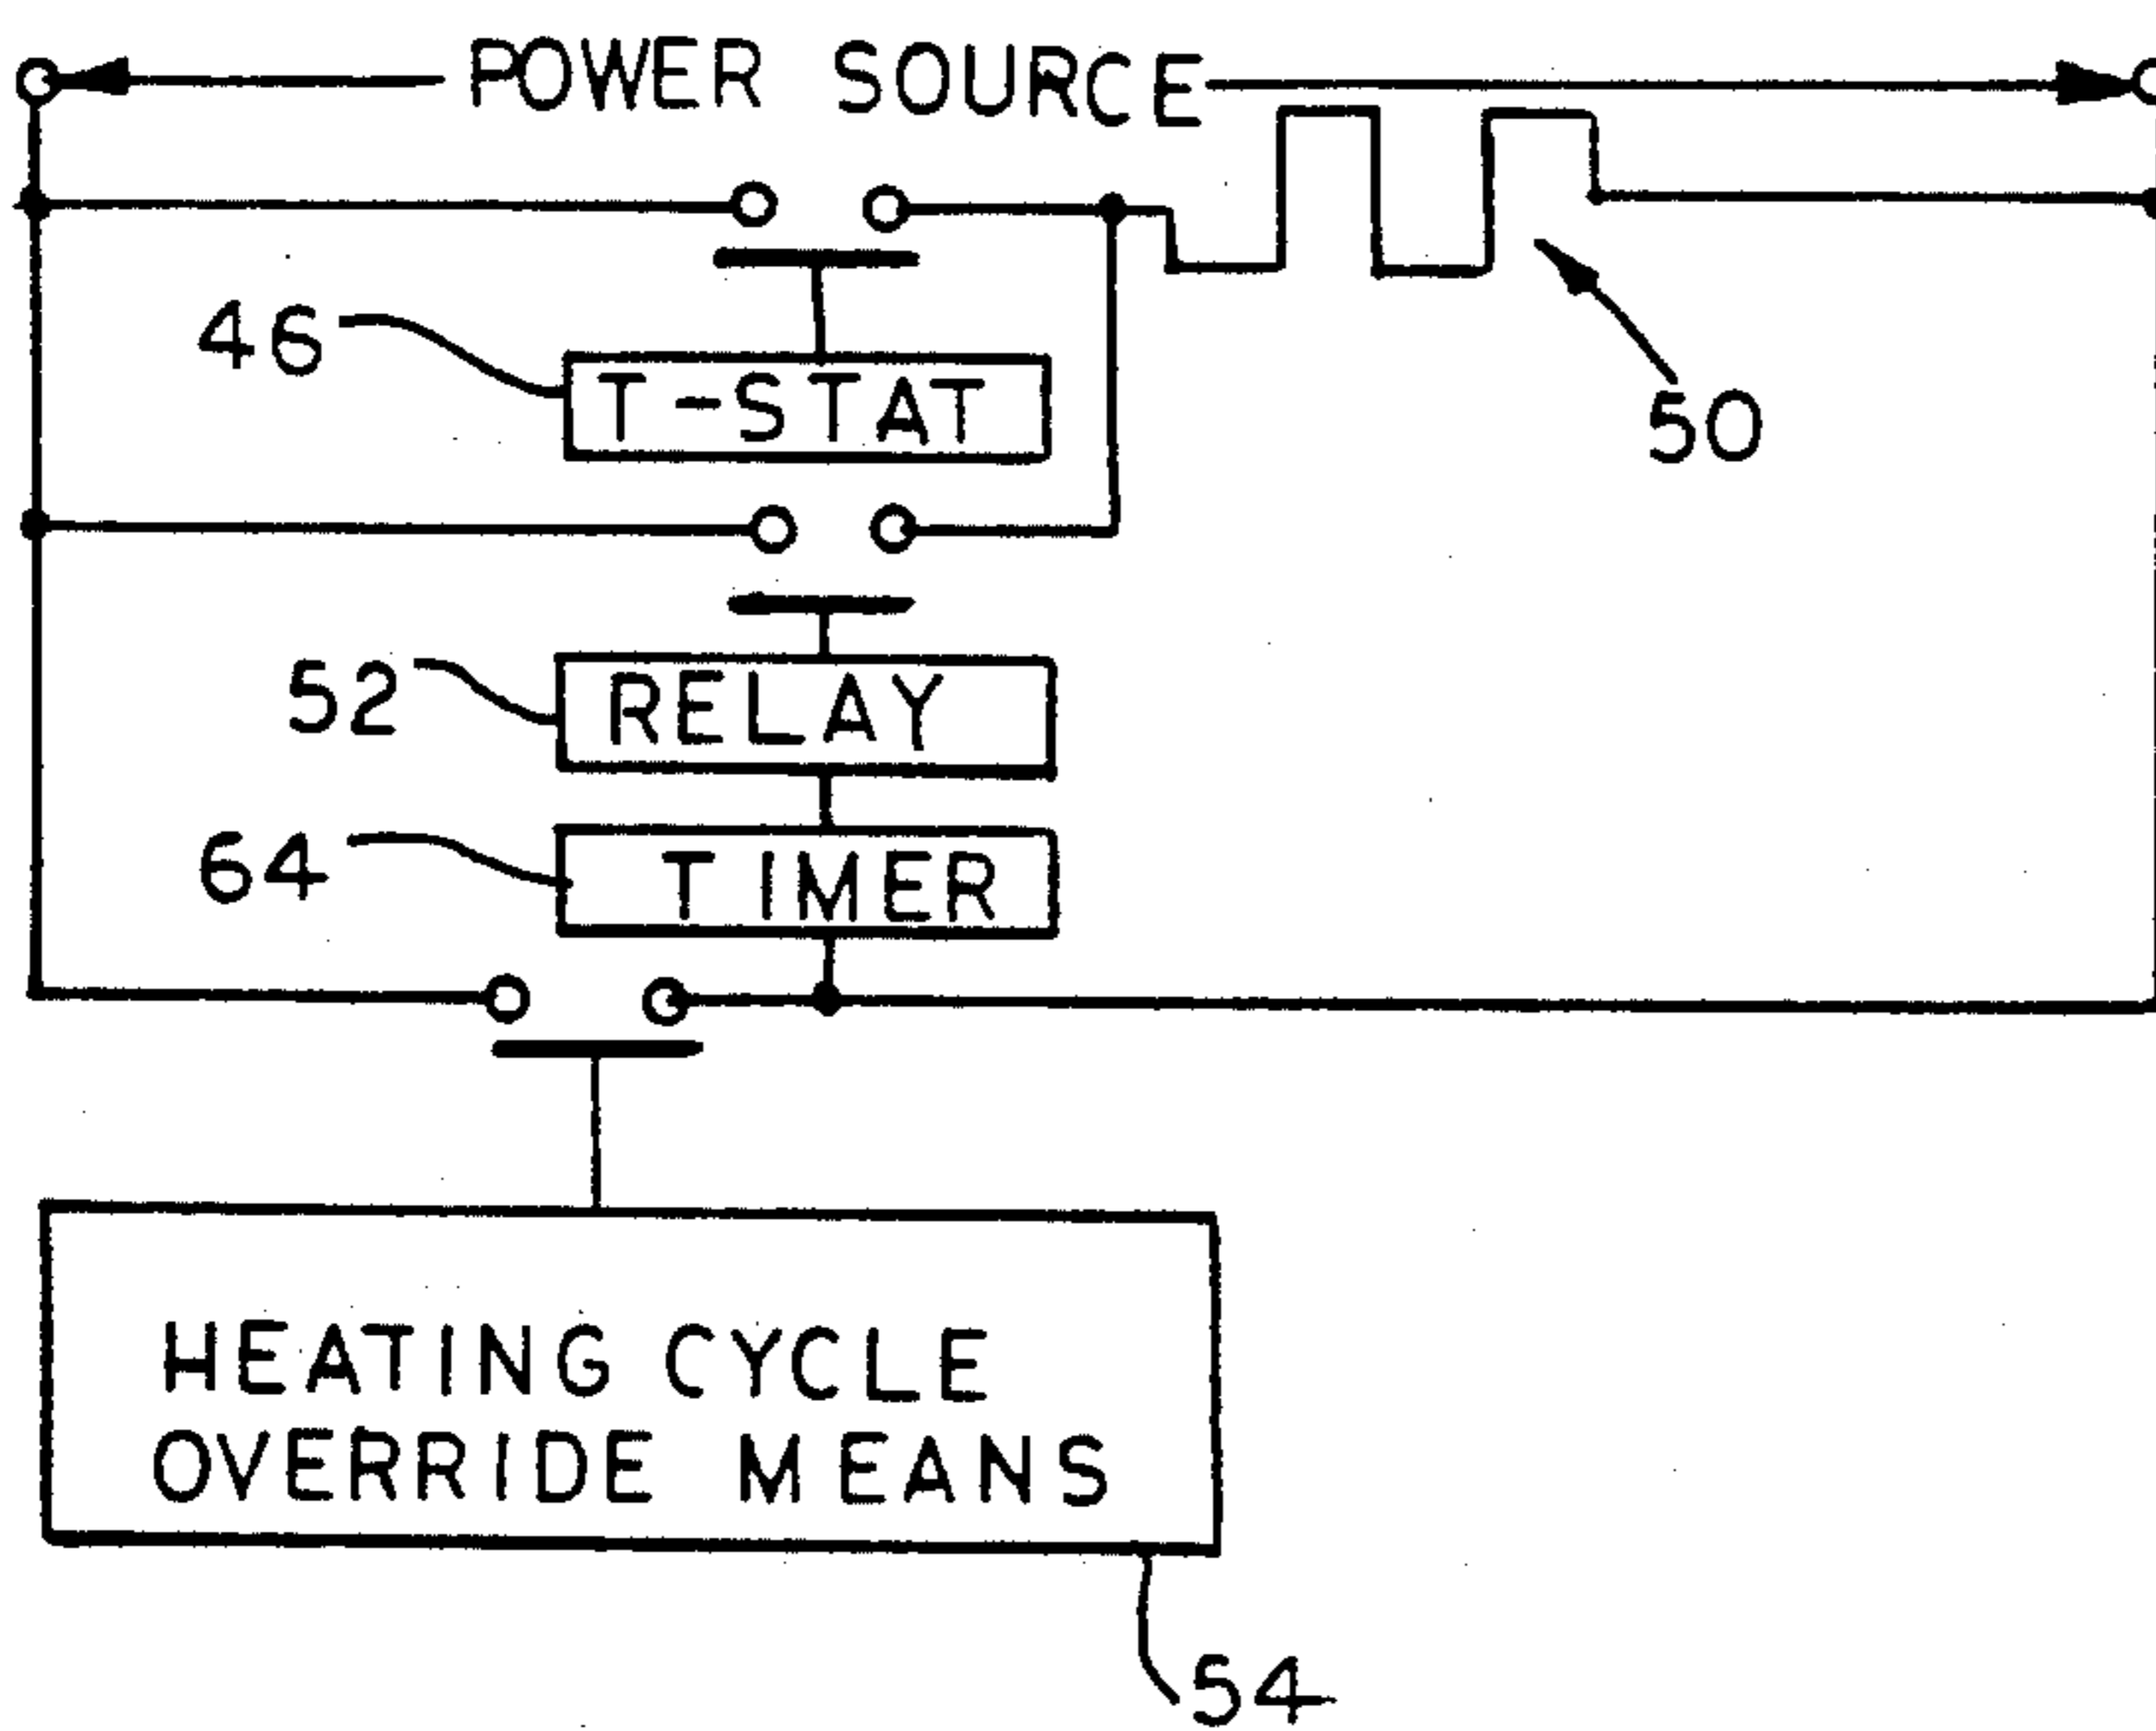 POWER SOURCE
46
T-STAT
50
52
RELAY
64
TIMER
HEATING CYCLE
OVERRIDE MEANS
54